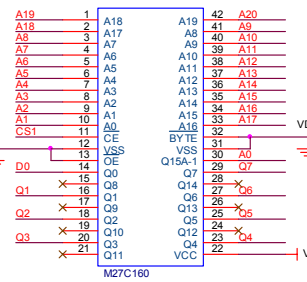 A19 1 A18 A19 42 A20
A18 2 A17 A8 41 A9
A8 3 A7 A9 40 A10
A7 4 A6 A10 39 A11
A6 5 A5 A11 38 A12
A5 6 A4 A12 37 A13
A4 7 A3 A13 36 A14
A3 8 A2 A14 35 A15
A2 9 A1 A15 34 A16
A1 10 A0 A16 33 A17
CS1 11 CE BYTE 32
12 VSS VSS 31
13 OE Q15A-1 30 A0
D0 14 Q0 Q7 29 Q7
15 Q8 Q14 28
Q1 16 Q1 Q6 27 Q6
17 Q9 Q13 26
Q2 18 Q2 Q5 25 Q5
19 Q10 Q12 24
Q3 20 Q3 Q4 23 Q4
21 Q11 VCC 22
M27C160